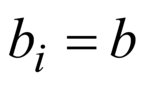 b_i = b